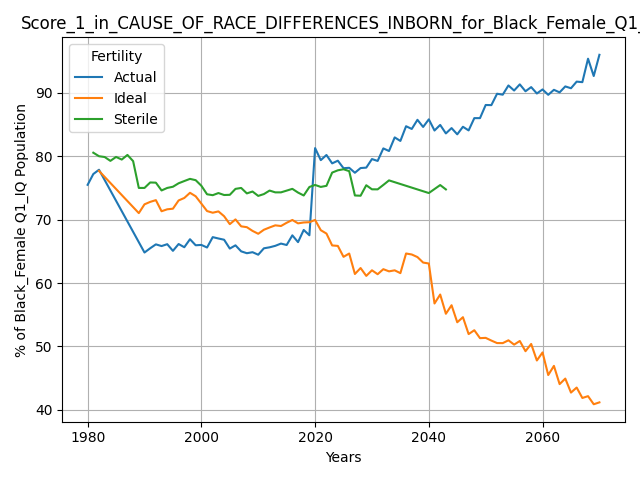 Score_1_in_CAUSE_OF_RACE_DIFFERENCES_INBORN_for_Black_Female_Q1_
Fertility
Actual
Ideal
Sterile
% of Black_Female Q1_IQ Population
90
80
70
60
50
40
1980
2000
2020
2040
2060
Years